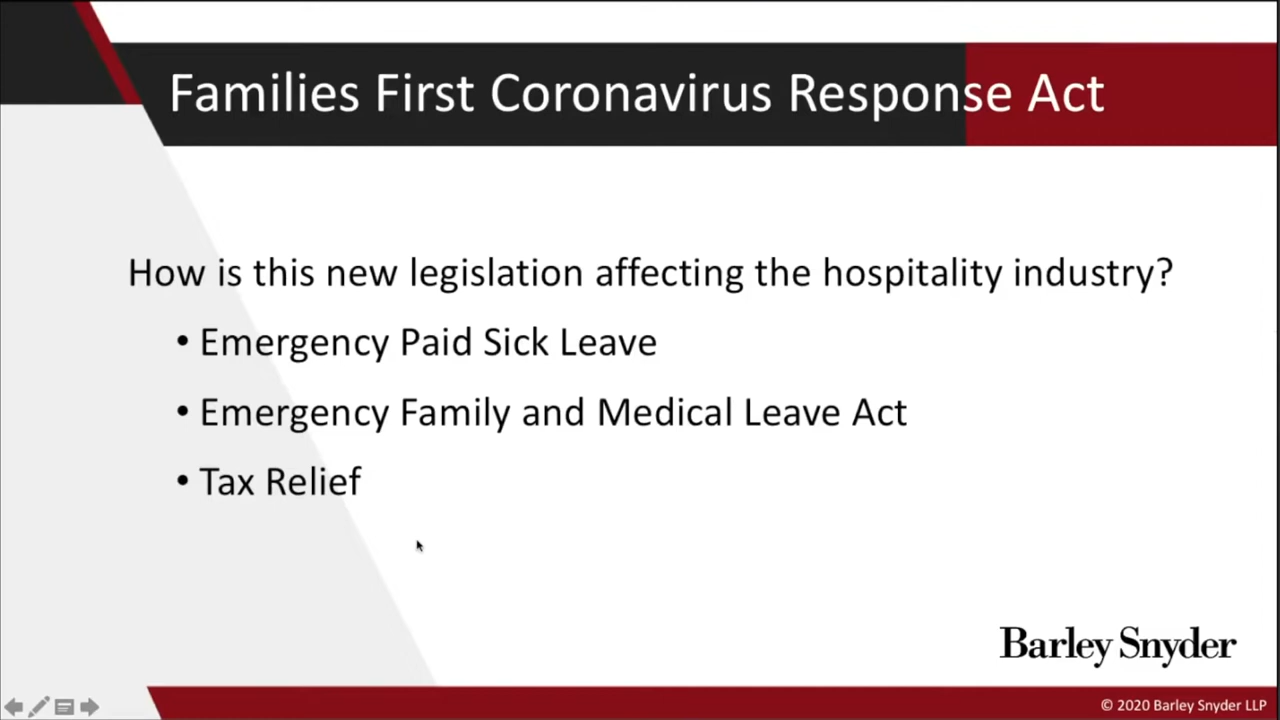 Families First Coronavirus Response Act
How is this new legislation affecting the hospitality industry?
• Emergency Paid Sick Leave
• Emergency Family and Medical Leave Act
• Tax Relief
Barley Snyder
© 2020 Barley Snyder LLP